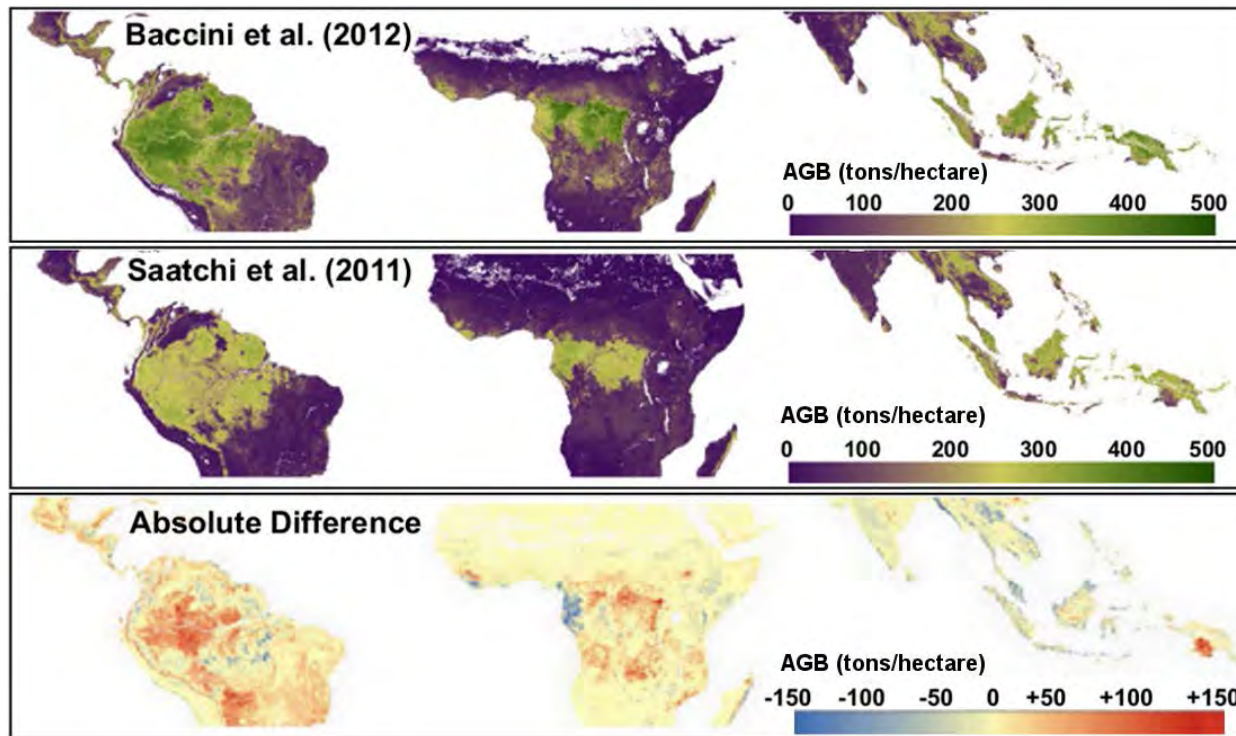 Baccini et al. (2012)
AGB (tons/hectare)
0 100 200 300 400 500
Saatchi et al. (2011)
AGB (tons/hectare)
0 100 200 300 400 500
Absolute Difference
AGB (tons/hectare)
-150 -100 -50 0 +50 +100 +150